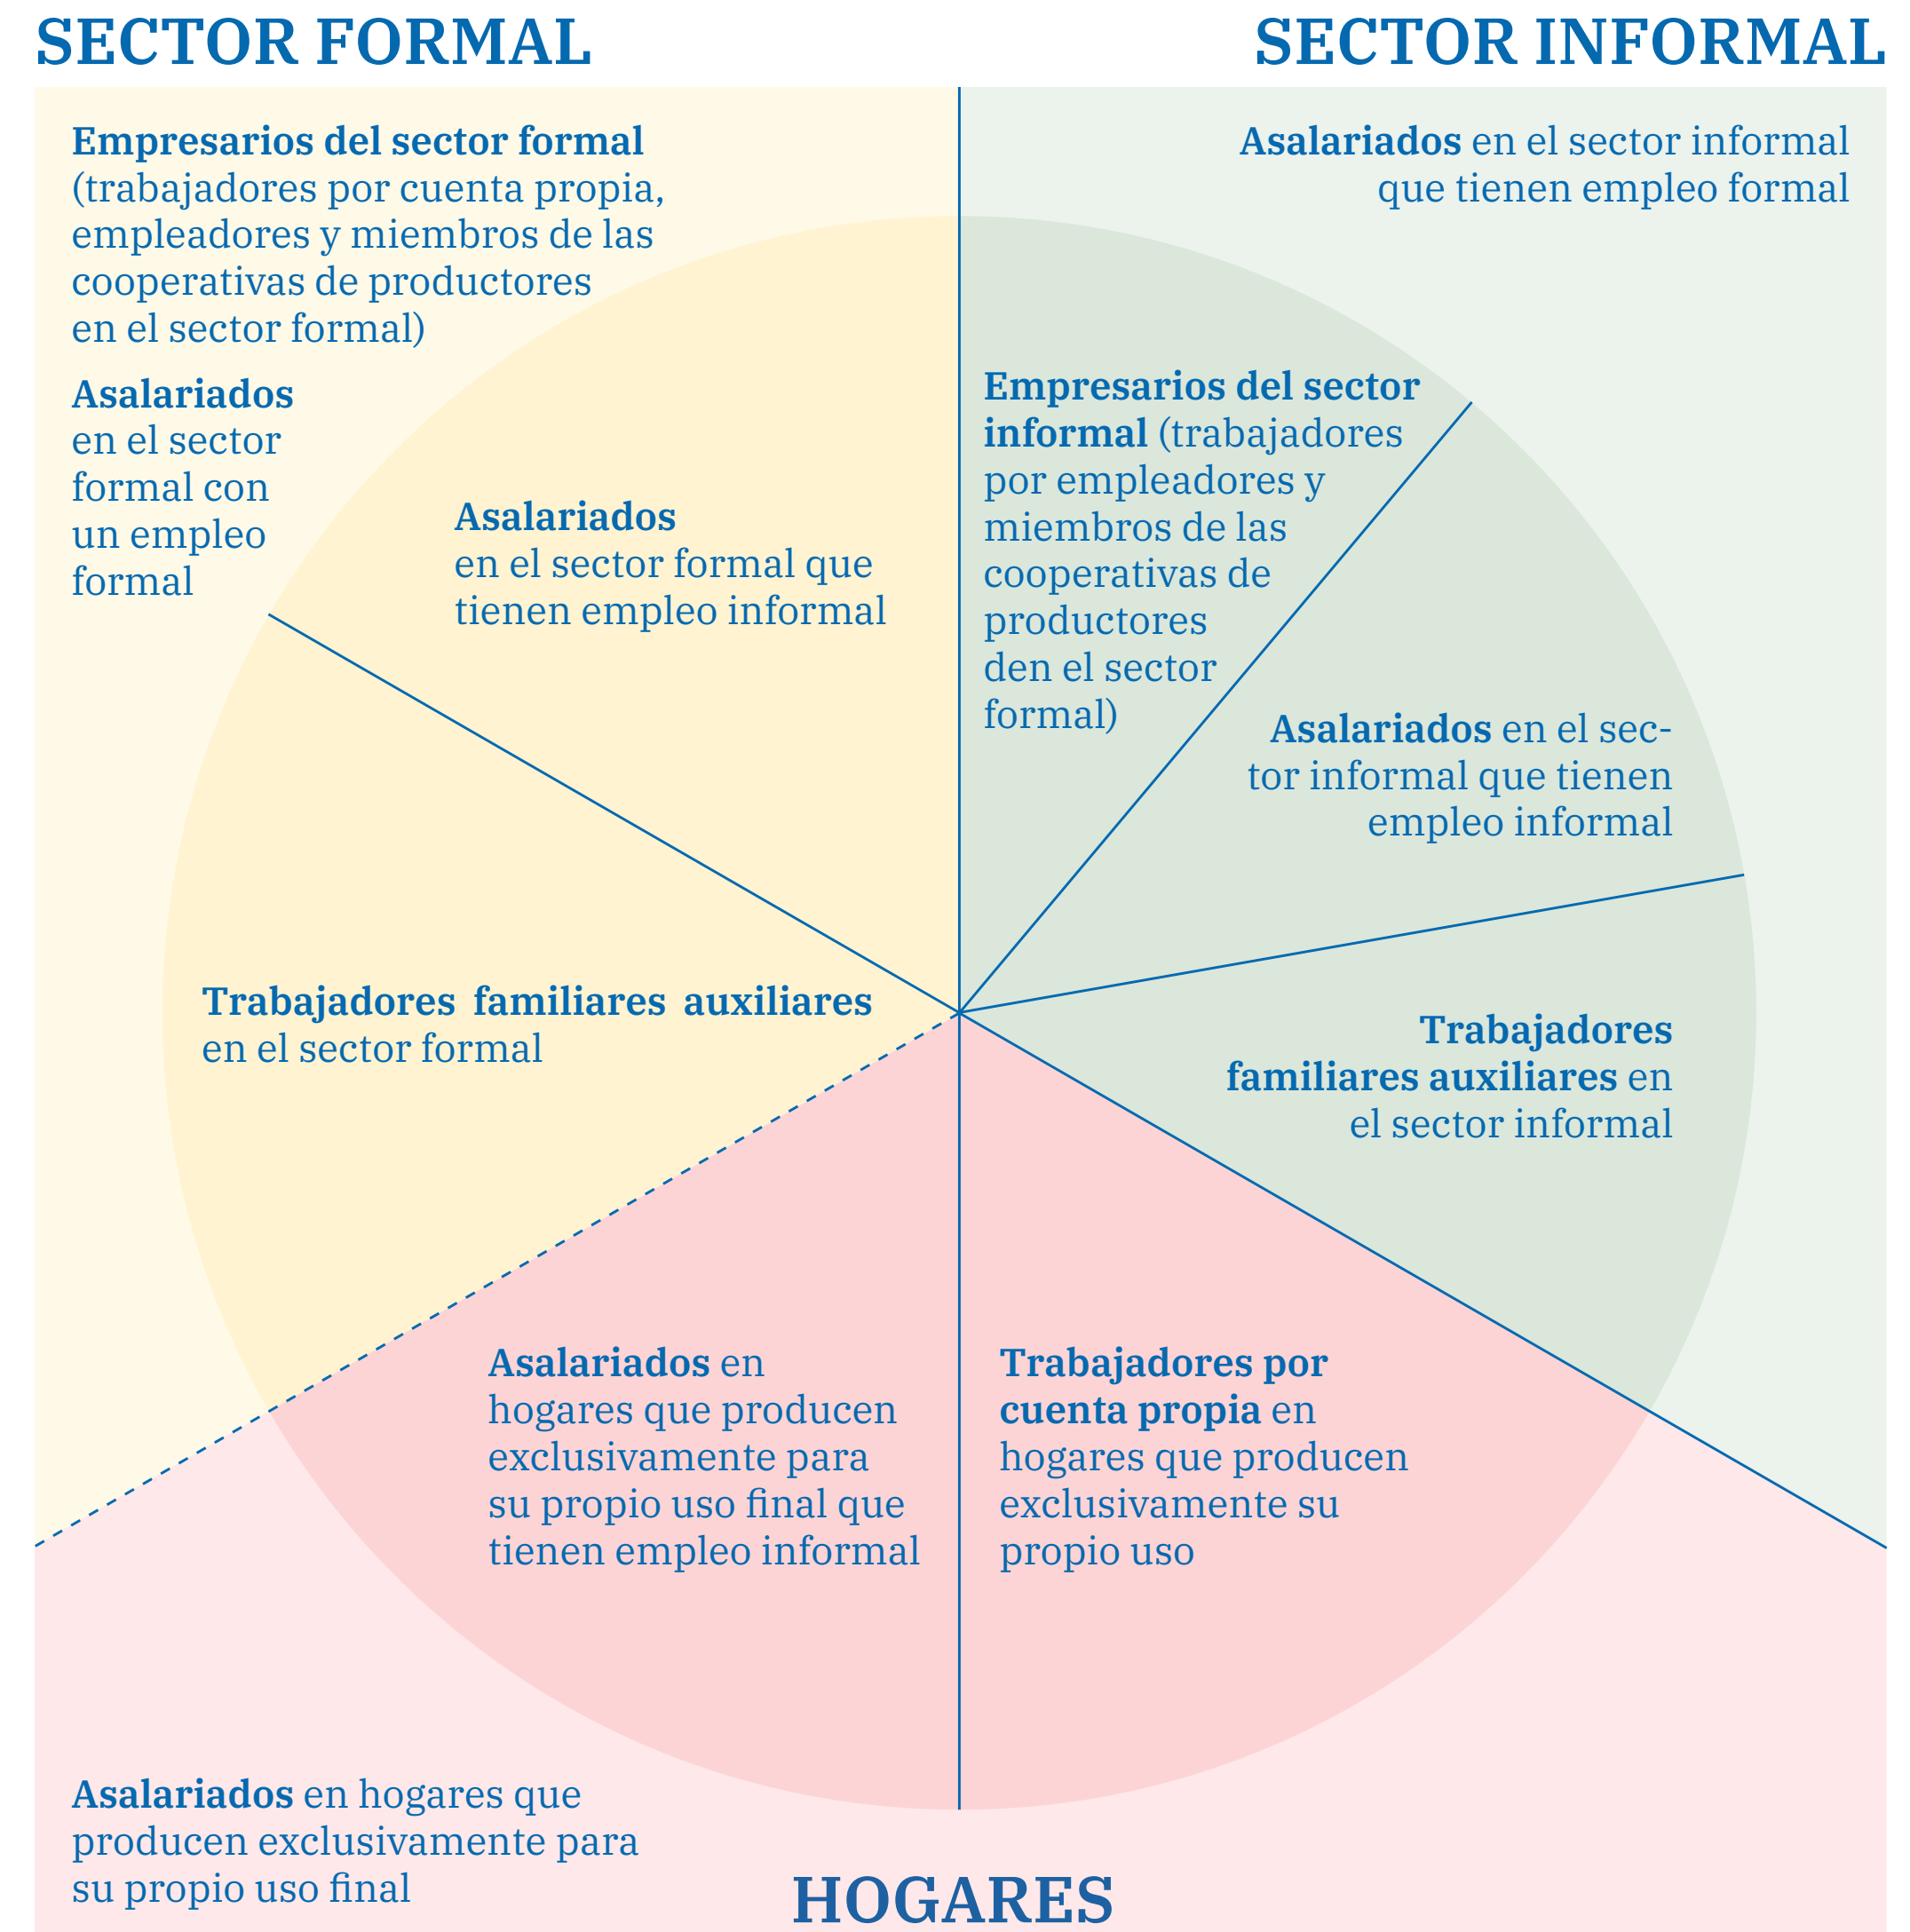 SECTOR FORMAL
SECTOR INFORMAL
Empresarios del sector formal
(trabajadores por cuenta propia,
empleadores y miembros de las
cooperativas de productores
en el sector formal)
Asalariados
en el sector
formal con
un empleo
formal
Asalariados
en el sector formal que
tienen empleo informal
Trabajadores familiares auxiliares
en el sector formal
Asalariados en el sector informal
que tienen empleo formal
Empresarios del sector
informal (trabajadores
por empleadores y
miembros de las
cooperativas de
productores
den el sector
formal)
Asalariados en el sec-
tor informal que tienen
empleo informal
Trabajadores
familiares auxiliares en
el sector informal
Asalariados en
hogares que producen
exclusivamente para
su propio uso final que
tienen empleo informal
Trabajadores por
cuenta propia en
hogares que producen
exclusivamente su
propio uso
Asalariados en hogares que
producen exclusivamente para
su propio uso final
HOGARES